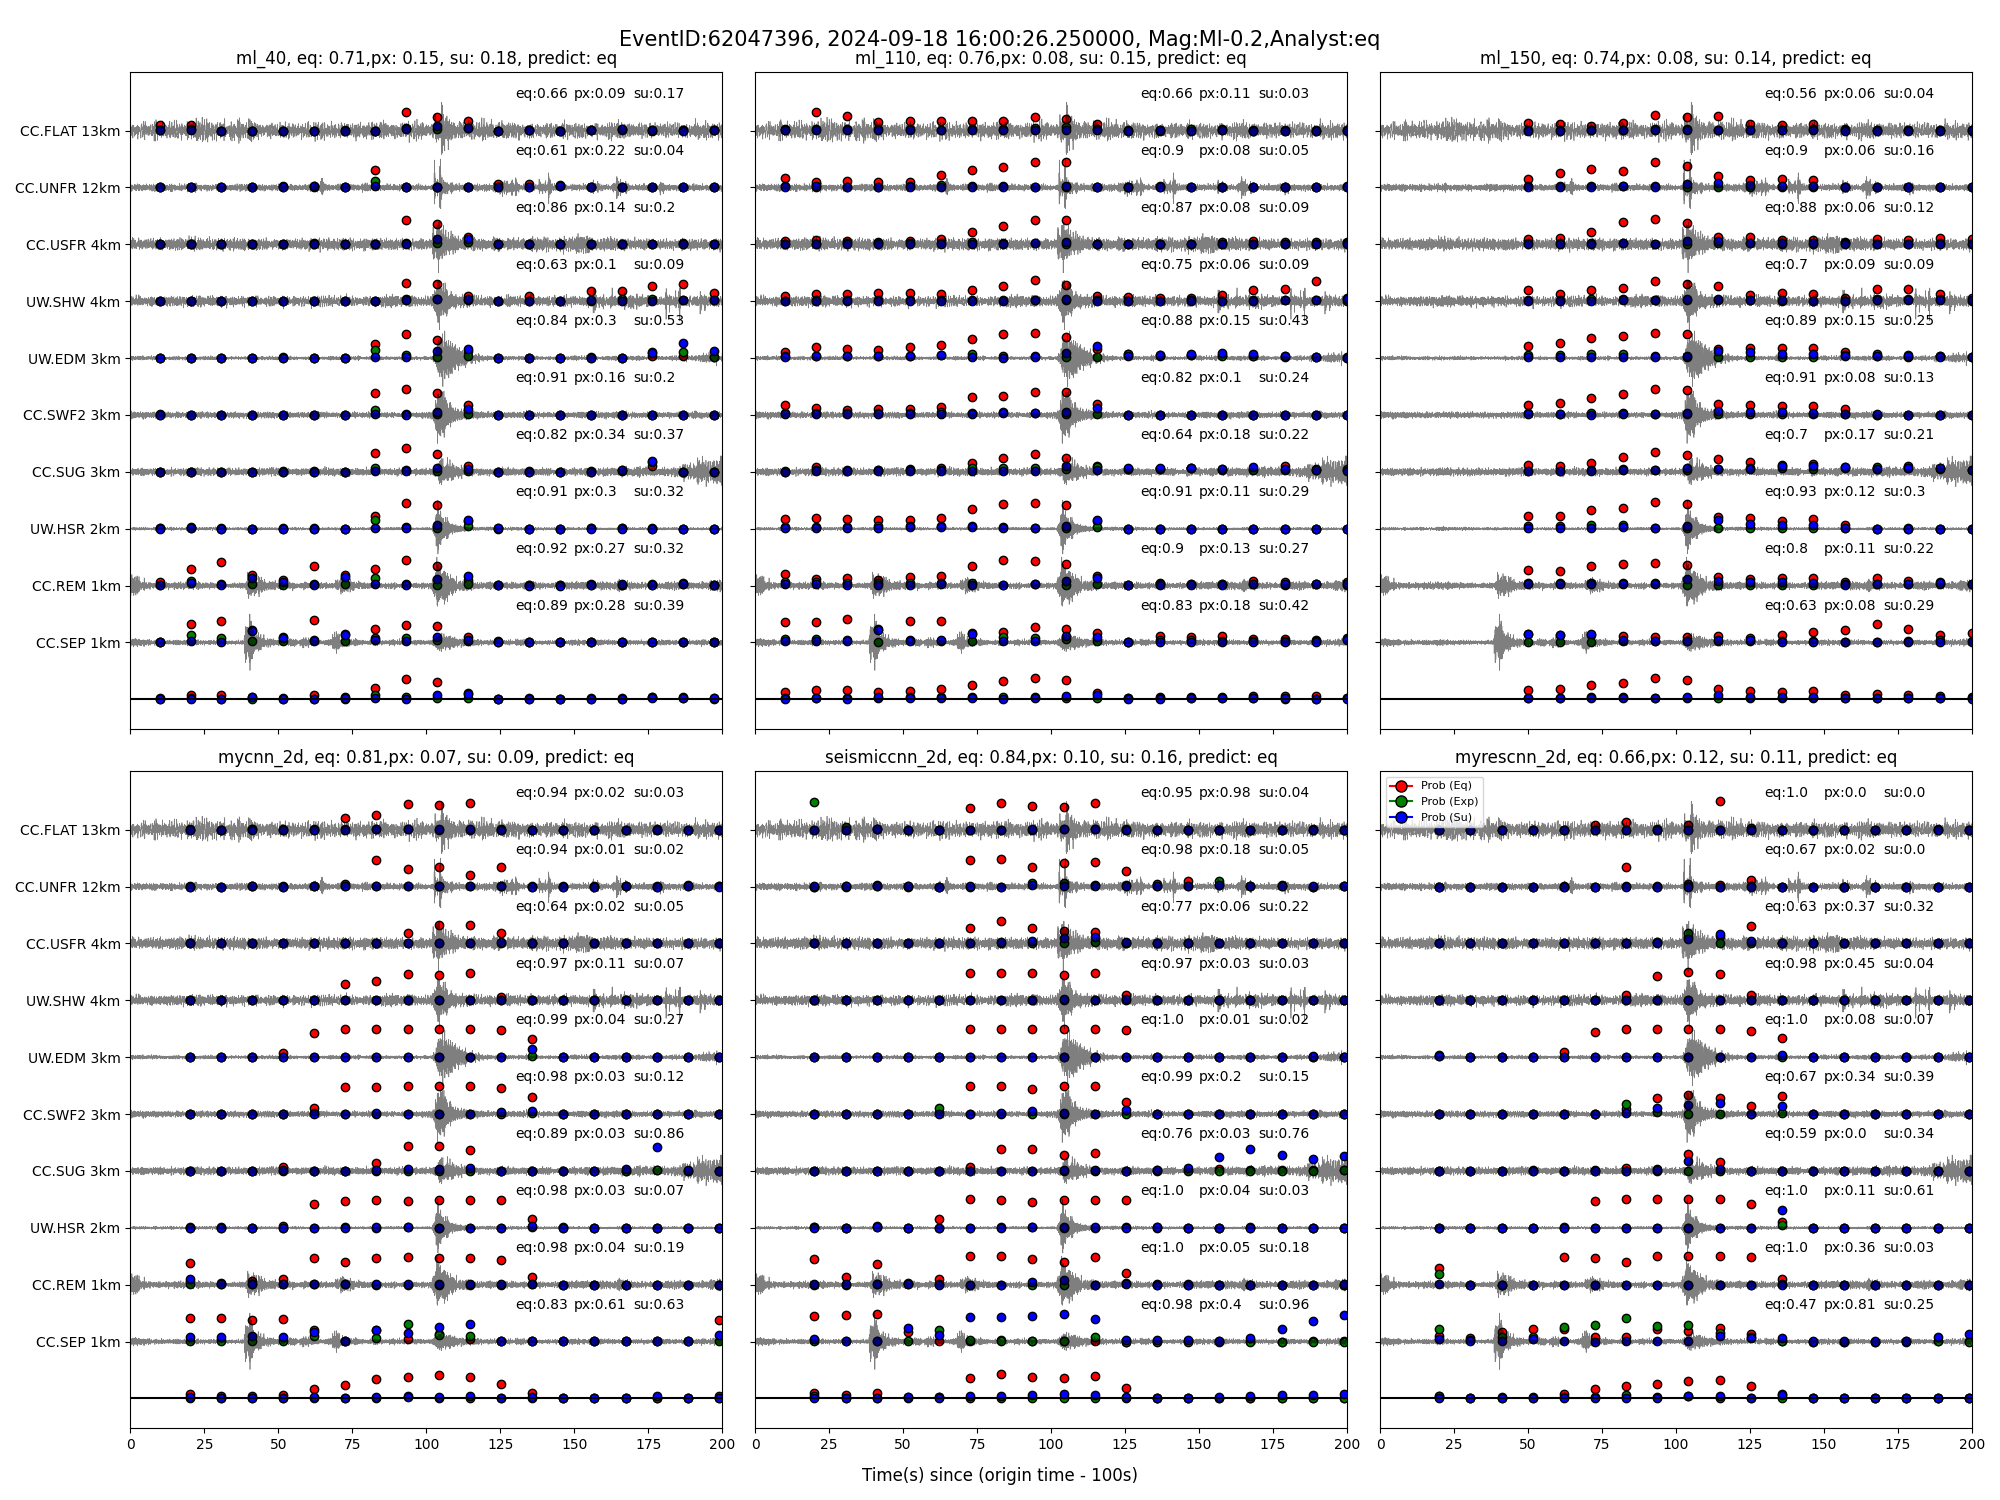 EventID:62047396, 2024-09-18 16:00:26.250000, Mag:Ml-0.2,Analyst:eq
ml_40, eq: 0.71,px: 0.15, su: 0.18, predict: eq
CC.FLAT 13km eq:0.66 px:0.09 su:0.17
CC.UNFR 12km eq:0.61 px:0.22 su:0.04
CC.USFR 4km eq:0.86 px:0.14 su:0.2
UW.SHW 4km eq:0.63 px:0.1 su:0.09
UW.EDM 3km eq:0.84 px:0.3 su:0.53
CC.SWF2 3km eq:0.91 px:0.16 su:0.2
CC.SUG 3km eq:0.82 px:0.34 su:0.37
UW.HSR 2km eq:0.91 px:0.3 su:0.32
CC.REM 1km eq:0.92 px:0.27 su:0.32
CC.SEP 1km eq:0.89 px:0.28 su:0.39
ml_110, eq: 0.76,px: 0.08, su: 0.15, predict: eq
eq:0.66 px:0.11 su:0.03
eq:0.9 px:0.08 su:0.05
eq:0.87 px:0.08 su:0.09
eq:0.75 px:0.06 su:0.09
eq:0.88 px:0.15 su:0.43
eq:0.82 px:0.1 su:0.24
eq:0.64 px:0.18 su:0.22
eq:0.91 px:0.11 su:0.29
eq:0.9 px:0.13 su:0.27
eq:0.83 px:0.18 su:0.42
ml_150, eq: 0.74,px: 0.08, su: 0.14, predict: eq
eq:0.56 px:0.06 su:0.04
eq:0.9 px:0.06 su:0.16
eq:0.88 px:0.06 su:0.12
eq:0.7 px:0.09 su:0.09
eq:0.89 px:0.15 su:0.25
eq:0.91 px:0.08 su:0.13
eq:0.7 px:0.17 su:0.21
eq:0.93 px:0.12 su:0.3
eq:0.8 px:0.11 su:0.22
eq:0.63 px:0.08 su:0.29
mycnn_2d, eq: 0.81,px: 0.07, su: 0.09, predict: eq
CC.FLAT 13km eq:0.94 px:0.02 su:0.03
CC.UNFR 12km eq:0.94 px:0.01 su:0.02
CC.USFR 4km eq:0.64 px:0.02 su:0.05
UW.SHW 4km eq:0.97 px:0.11 su:0.07
UW.EDM 3km eq:0.99 px:0.04 su:0.27
CC.SWF2 3km eq:0.98 px:0.03 su:0.12
CC.SUG 3km eq:0.89 px:0.03 su:0.86
UW.HSR 2km eq:0.98 px:0.03 su:0.07
CC.REM 1km eq:0.98 px:0.04 su:0.19
CC.SEP 1km eq:0.83 px:0.61 su:0.63
0 25 50 75 100 125 150 175 200
seismiccnn_2d, eq: 0.84,px: 0.10, su: 0.16, predict: eq
eq:0.95 px:0.98 su:0.04
eq:0.98 px:0.18 su:0.05
eq:0.77 px:0.06 su:0.22
eq:0.97 px:0.03 su:0.03
eq:1.0 px:0.01 su:0.02
eq:0.99 px:0.2 su:0.15
eq:0.76 px:0.03 su:0.76
eq:1.0 px:0.04 su:0.03
eq:1.0 px:0.05 su:0.18
eq:0.98 px:0.4 su:0.96
0 25 50 75 100 125 150 175 200
myrescnn_2d, eq: 0.66,px: 0.12, su: 0.11, predict: eq
Prob (Eq)
Prob (Exp)
Prob (Su)
eq:1.0 px:0.0 su:0.0
eq:0.67 px:0.02 su:0.0
eq:0.63 px:0.37 su:0.32
eq:0.98 px:0.45 su:0.04
eq:1.0 px:0.08 su:0.07
eq:0.67 px:0.34 su:0.39
eq:0.59 px:0.0 su:0.34
eq:1.0 px:0.11 su:0.61
eq:1.0 px:0.36 su:0.03
eq:0.47 px:0.81 su:0.25
0 25 50 75 100 125 150 175 200
Time(s) since (origin time - 100s)